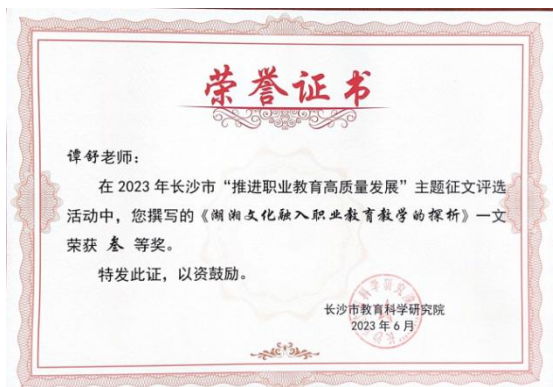 荣誉证书
谭舒老师：
在 2023 年长沙市“推进职业教育高质量发展”主题征文评选
活动中，您撰写的《湖湘文化融入职业教育教学的探析》一文
荣获 叁 等奖。
特发此证，以资鼓励。
长沙市教育科学研究院
2023 年 6 月